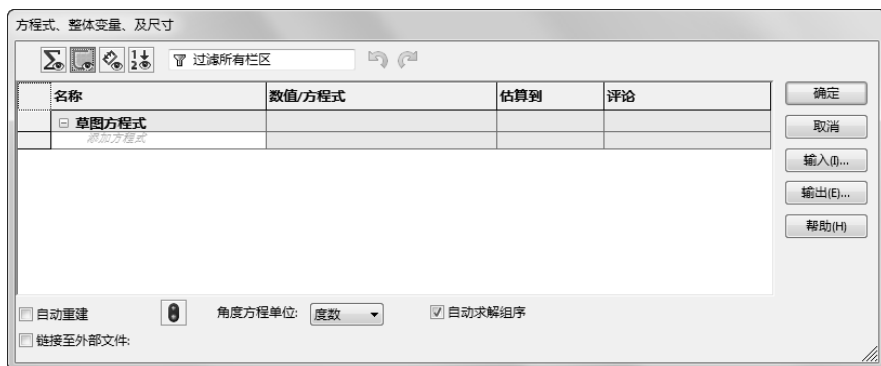 方程式、整体变量、及尺寸
过滤所有栏区
名称 数值/方程式 估算到 评论
草图方程式
添加方程式
确定
取消
输入(I)...
输出(E)...
帮助(H)
自动重建 角度方程单位: 度数 自动求解组序
链接至外部文件: